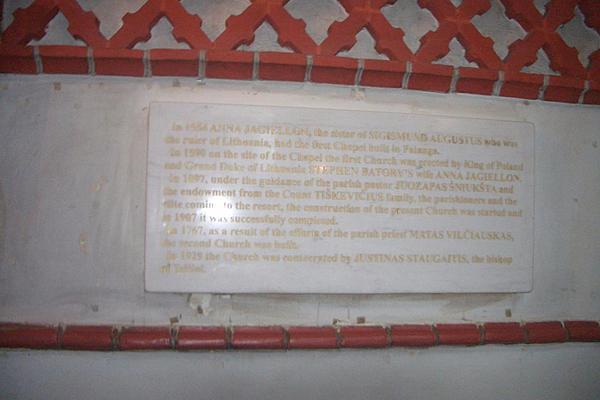 In 1554 ANNA JAGIELLON, the sister of SIGISMUND AUGUSTUS who was
the ruler of Lithuania, had the first Chapel built in Palanga.
In 1590 on the site of the Chapel the first Church was erected by King of Poland
and Grand Duke of Lithuania STEPHEN BATORY'S wife ANNA JAGIELLON.
In 1897, under the guidance of the parish pastor JUOZAPAS ŠNIUKŠTA and
the endowment from the Count TIŠKEVIČIUS family, the parishioners and the
elite coming to the resort, the construction of the present Church was started and
in 1907 it was successfully completed.
In 1767, as a result of the efforts of the parish priest MATAS VILČIAUSKAS,
the second Church was built.
In 1929 the Church was consecrated by JUSTINAS STAUGAITIS, the bishop
of Telšiai.